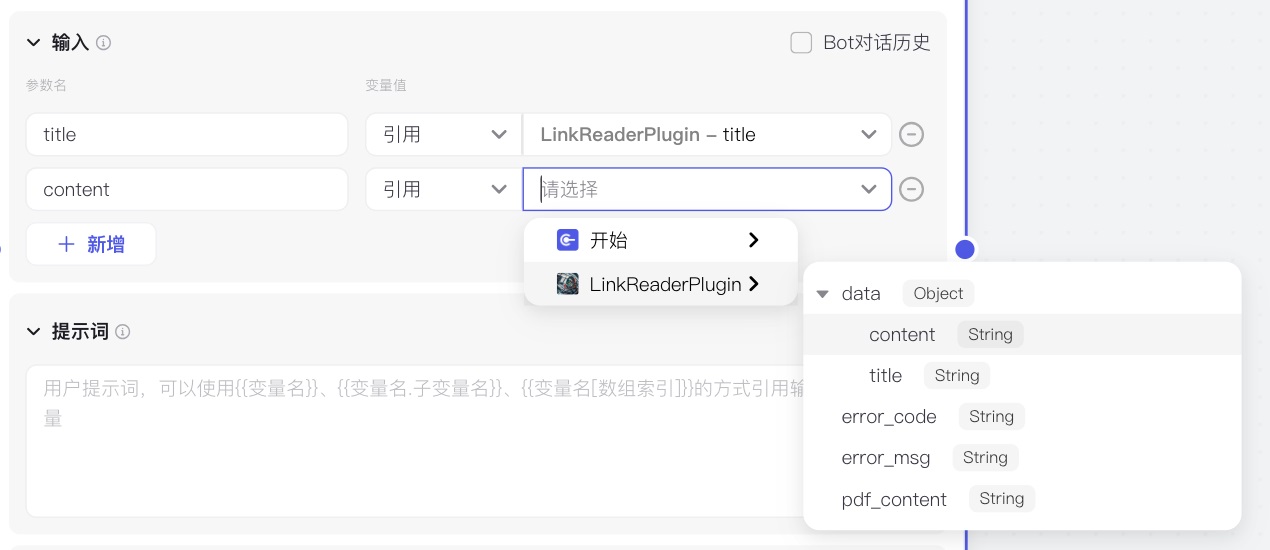 输入
Bot对话历史
参数名 变量值
title 引用 LinkReaderPlugin – title
content 引用 请选择
新增
开始
LinkReaderPlugin
data Object
content String
title String
error_code String
error_msg String
pdf_content String
提示词
用户提示词，可以使用{{变量名}}、{{变量名.子变量名}}、{{变量名[数组索引]}}的方式引用输
量